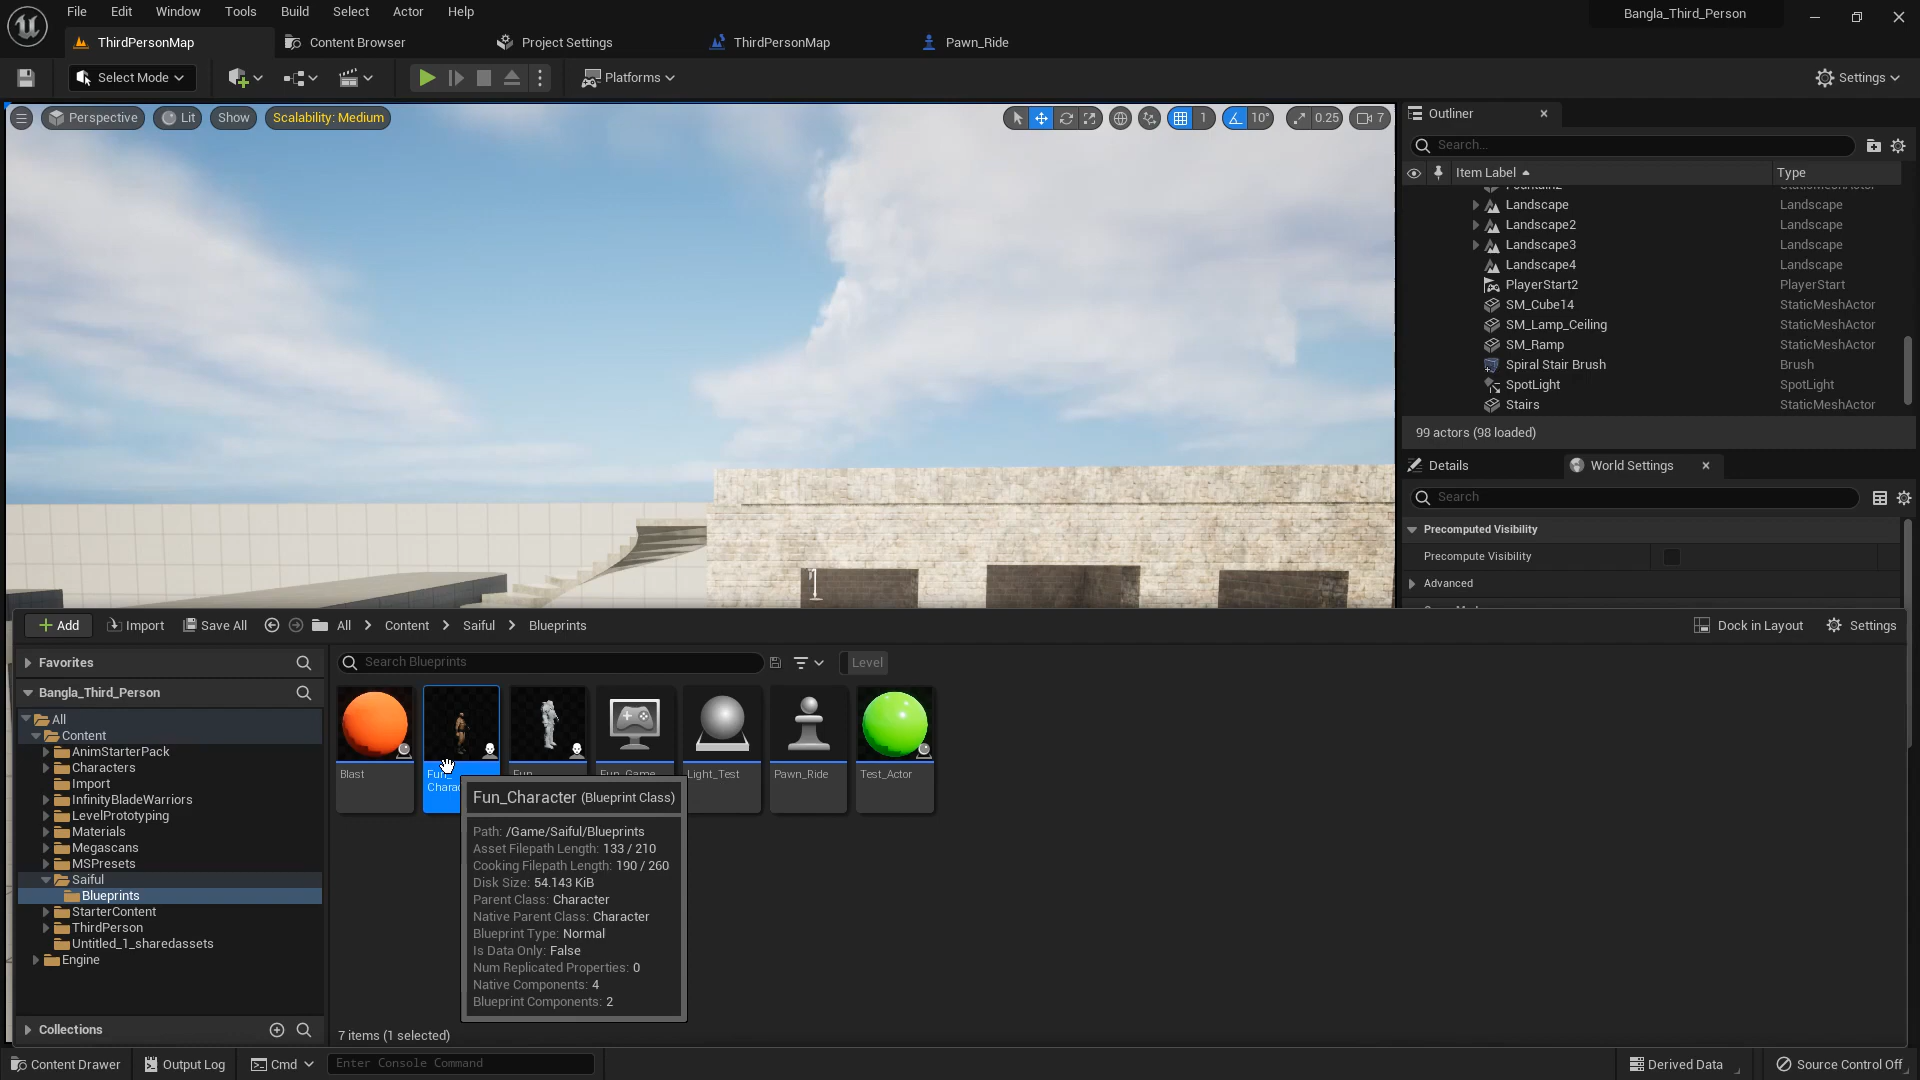 File Edit Window Tools Build Select Actor Help
Bangla_Third_Person
ThirdPersonMap Content Browser Project Settings ThirdPersonMap Pawn_Ride
Select Mode Platforms Settings
Perspective Lit Show Scalability: Medium 1 10° 0.25 7
Outliner
Search...
Item Label Type
Landscape Landscape
Landscape2 Landscape
Landscape3 Landscape
Landscape4 Landscape
PlayerStart2 PlayerStart
SM_Cube14 StaticMeshActor
SM_Lamp_Ceiling StaticMeshActor
SM_Ramp StaticMeshActor
Spiral Stair Brush Brush
SpotLight SpotLight
Stairs StaticMeshActor
99 actors (98 loaded)
Details World Settings
Search
Precomputed Visibility
Precompute Visibility
Advanced
Add Import Save All All Content Saiful Blueprints Dock in Layout Settings
Favorites
Search Blueprints
Level
Bangla_Third_Person
All
Content
AnimStarterPack
Characters
Import
InfinityBladeWarriors
LevelPrototyping
Materials
Megascans
MSPresets
Saiful
Blueprints
StarterContent
ThirdPerson
Untitled_1_sharedassets
Engine
Collections
Blast
Light_Test
Pawn_Ride
Test_Actor
Fun_Character (Blueprint Class)
Path: /Game/Saiful/Blueprints
Asset Filepath Length: 133 / 210
Cooking Filepath Length: 190 / 260
Disk Size: 54.143 KiB
Parent Class: Character
Native Parent Class: Character
Blueprint Type: Normal
Is Data Only: False
Num Replicated Properties: 0
Native Components: 4
Blueprint Components: 2
7 items (1 selected)
Content Drawer Output Log Cmd Enter Console Command Derived Data Source Control Off